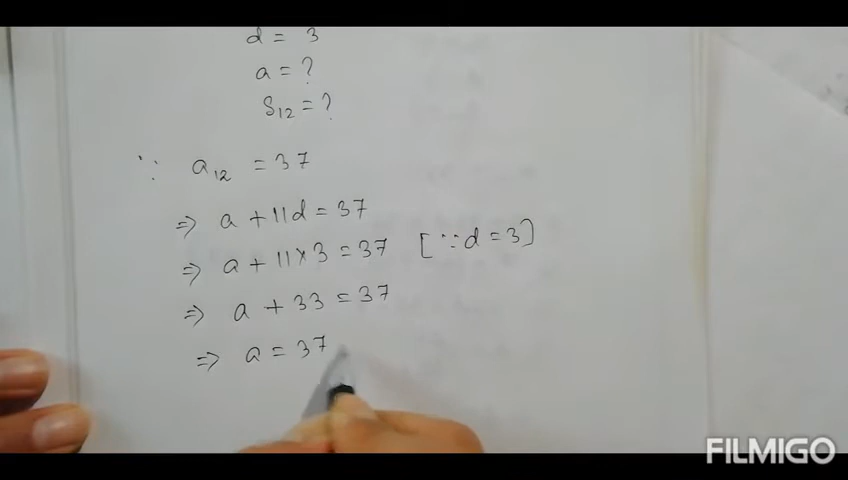 d = 3
a = ?
S₁₂ = ?
∵ a₁₂ = 37
⇒ a + 11d = 37
⇒ a + 11 × 3 = 37 [∵ d = 3]
⇒ a + 33 = 37
⇒ a = 37
FILMIGO